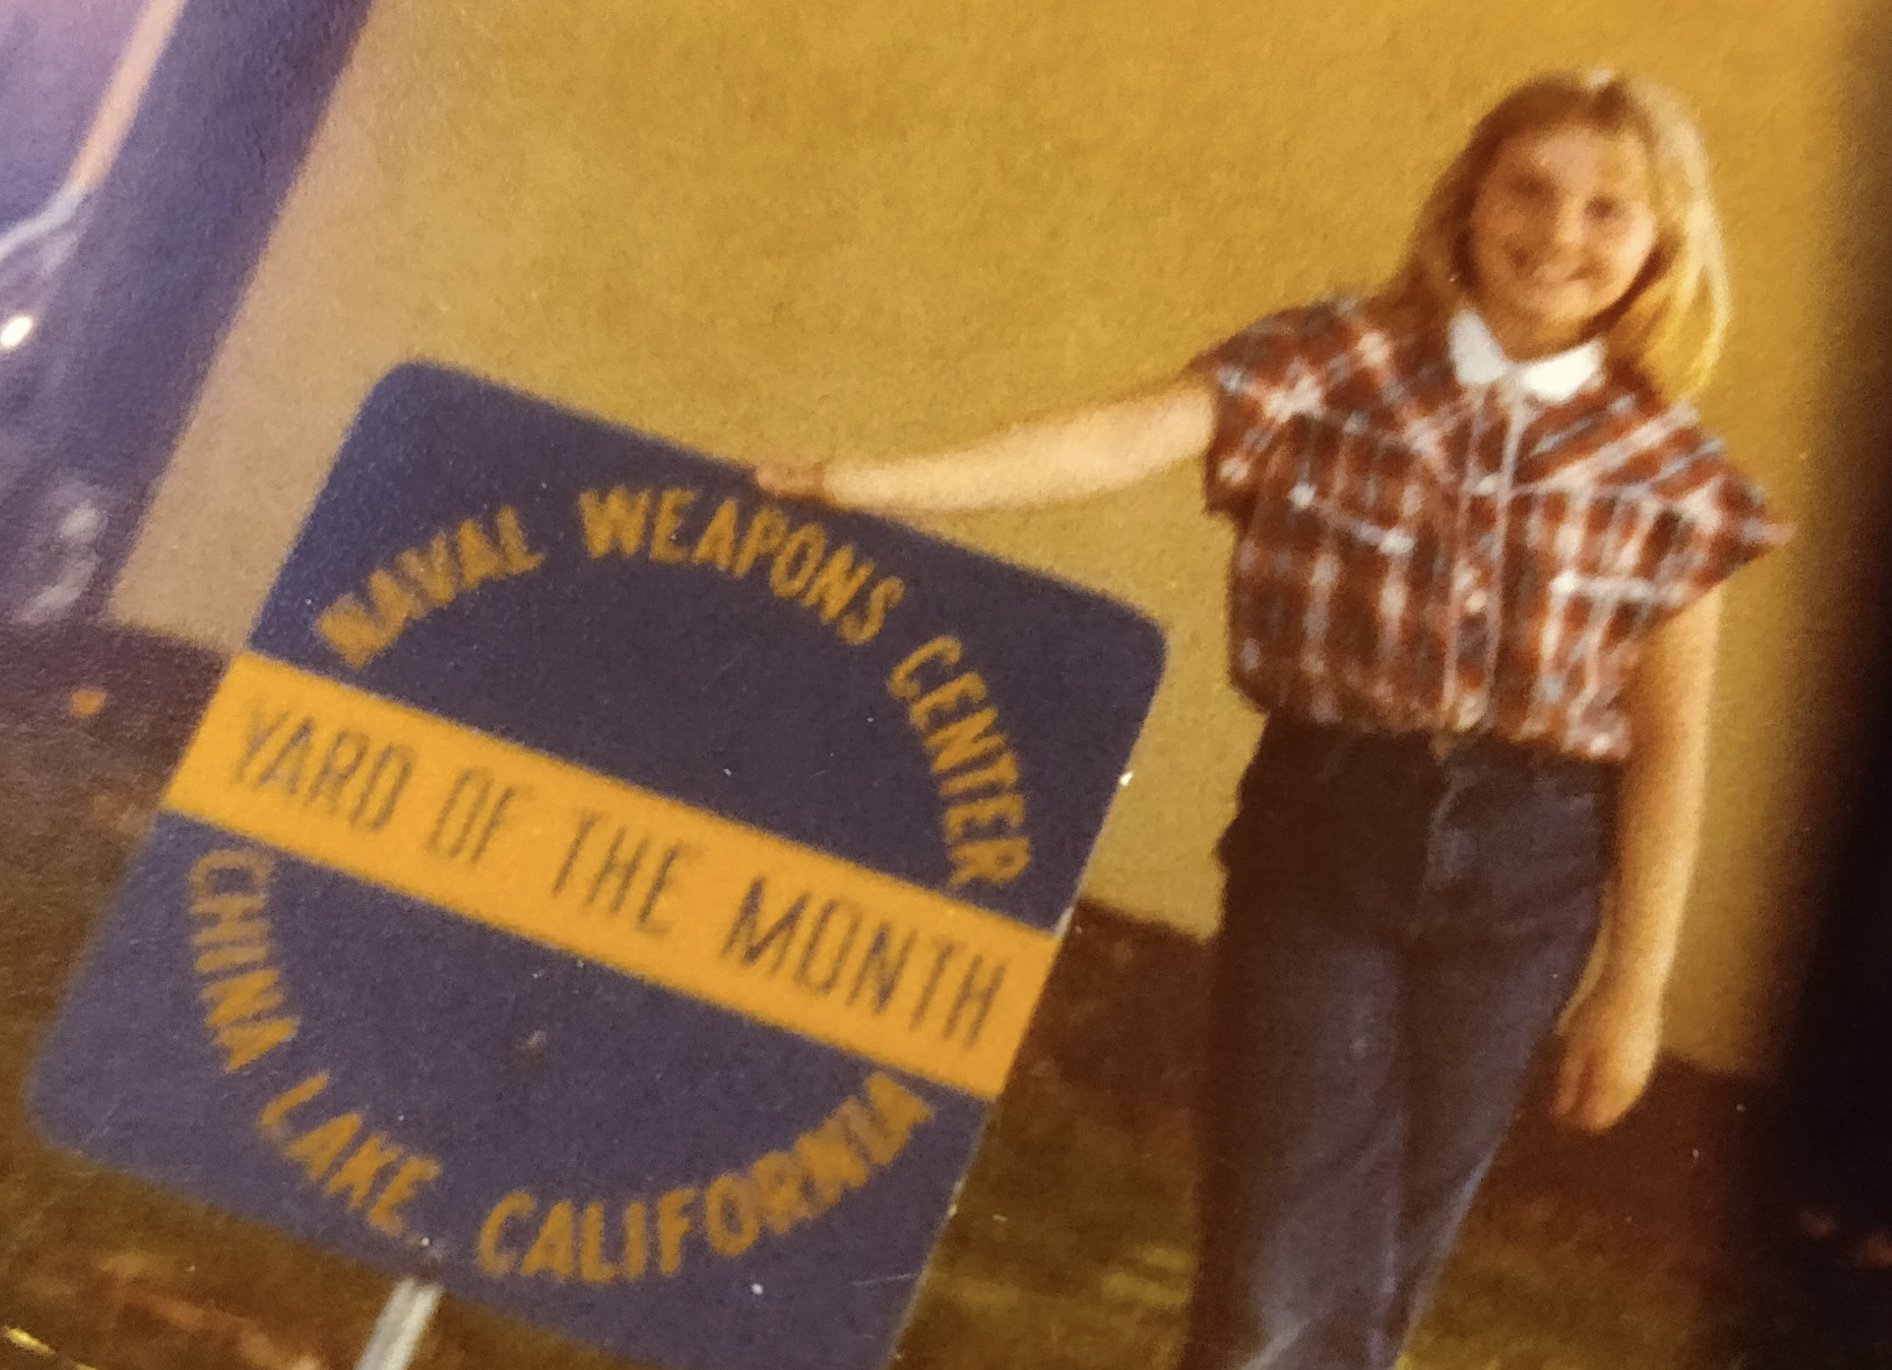 NAVAL WEAPONS CENTER
YARD OF THE MONTH
CHINA LAKE, CALIFORNIA